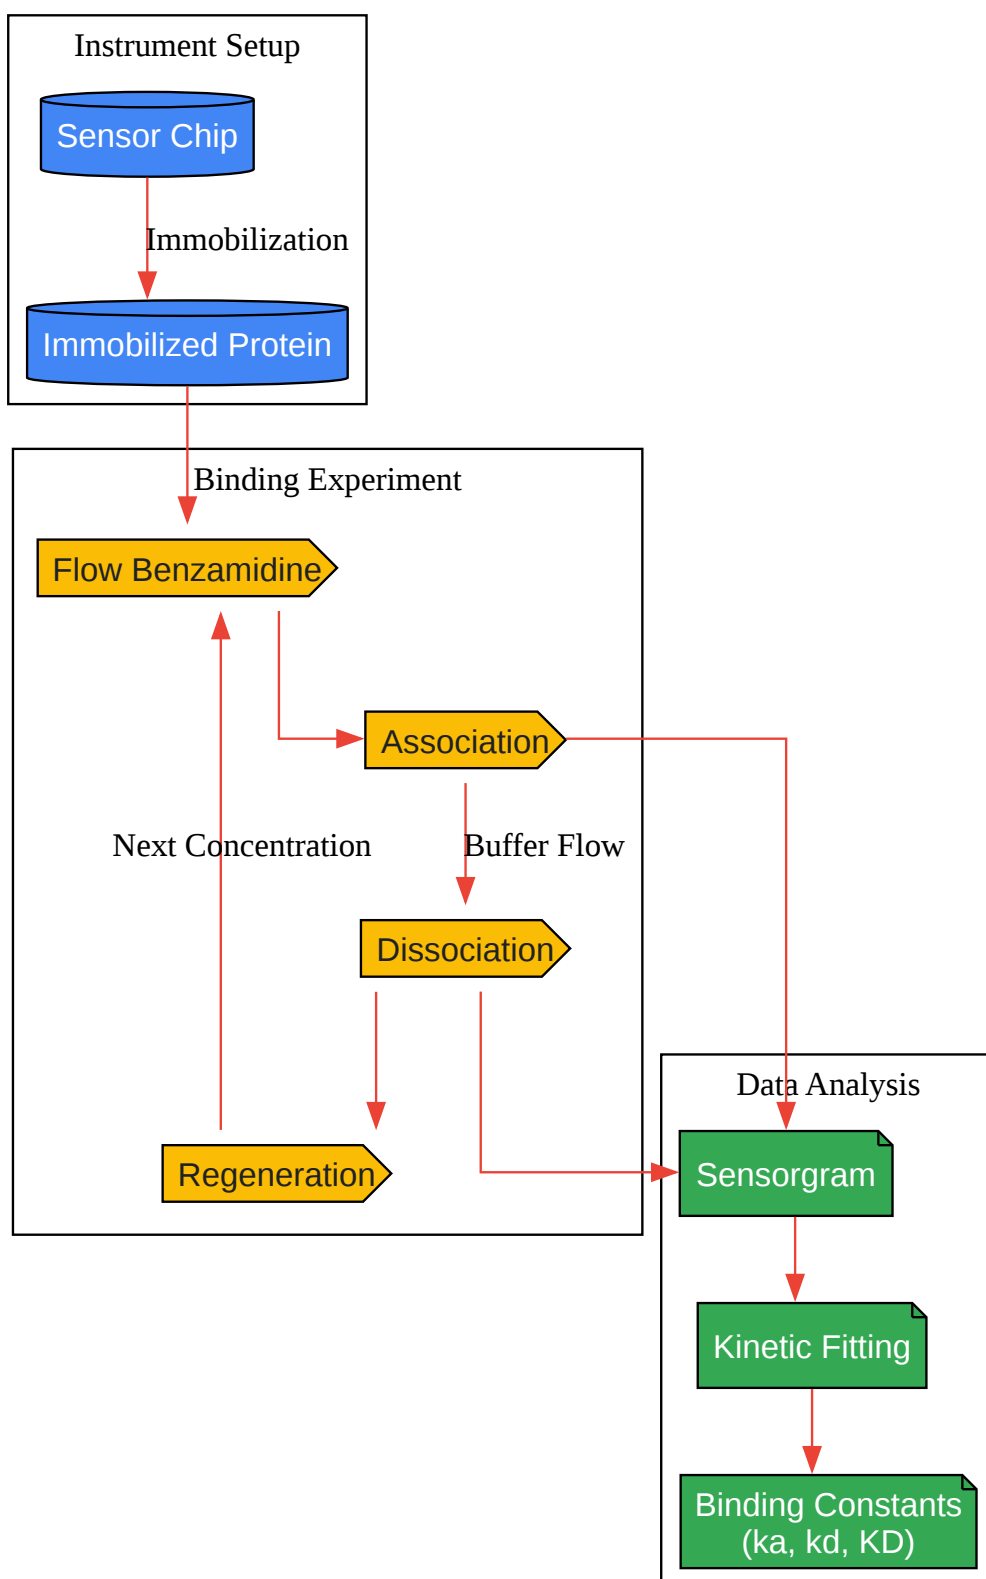 Instrument Setup
Sensor Chip
Immobilization
Immobilized Protein
Binding Experiment
Flow Benzamidine
Association
Next Concentration
Buffer Flow
Dissociation
Regeneration
Data Analysis
Sensorgram
Kinetic Fitting
Binding Constants
(ka, kd, KD)